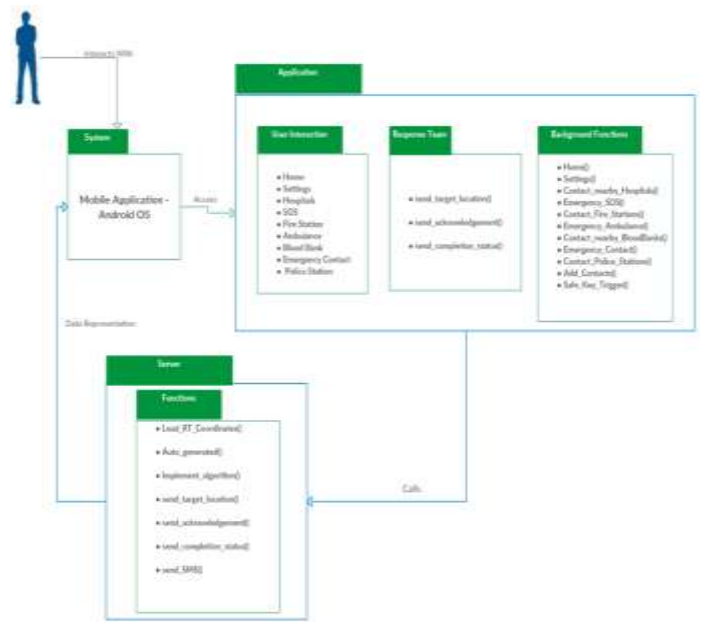 Interacts With
Application
System
User Interaction
Response Team
Background Functions
Mobile Application -
Android OS
Access
Home
Settings
Hospitals
SOS
Fire Station
Ambulance
Blood Bank
Emergency Contact
Police Station
send_target_location()
send_acknowledgement()
send_completion_status()
Home()
Settings()
Contact_nearby_Hospitals()
Emergency_SOS()
Contact_Fire_Stations()
Emergency_Ambulance()
Contact_nearby_BloodBanks()
Emergency_Contact()
Contact_Police_Stations()
Add_Contacts()
Data Representation
Server
Functions
Auto_generated()
Implement_algorithm()
send_target_location()
send_acknowledgement()
send_completion_status()
send_SMS()
Calls